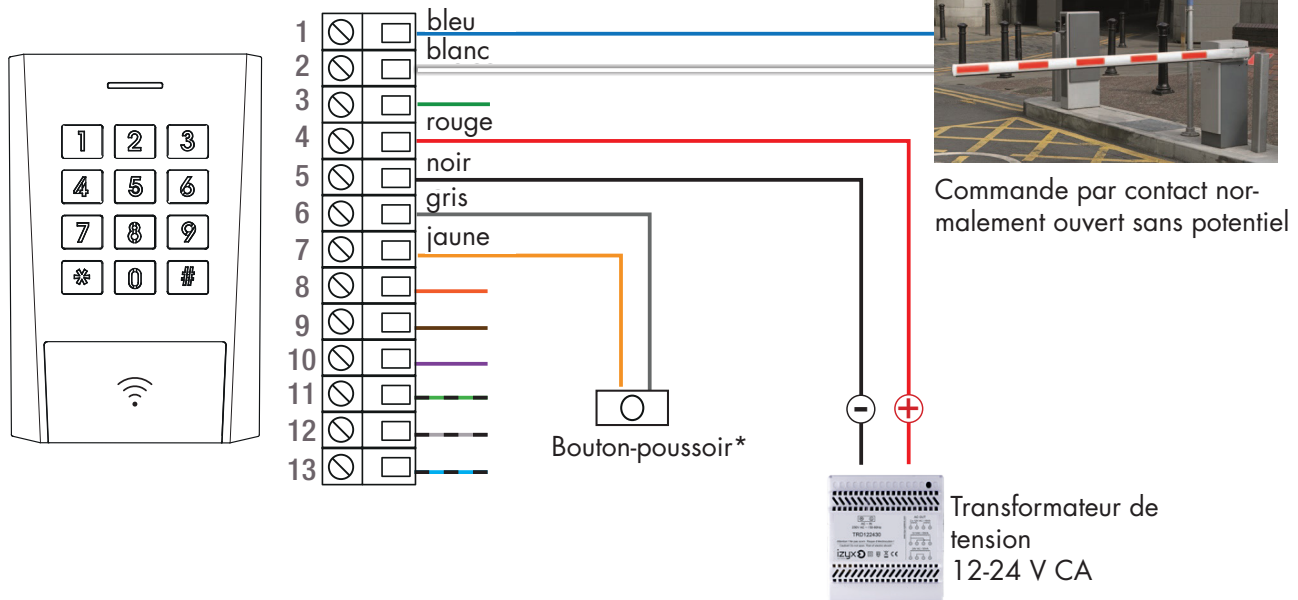 1 bleu
2 blanc
3
4 rouge
5 noir
6 gris
7 jaune
8
9
10
11
12
13
1 2 3
4 5 6
7 8 9
* 0 #
Commande par contact nor-
malement ouvert sans potentiel
- +
Bouton-poussoir*
TRD122430
izyx
CE
Transformateur de
tension
12-24 V CA